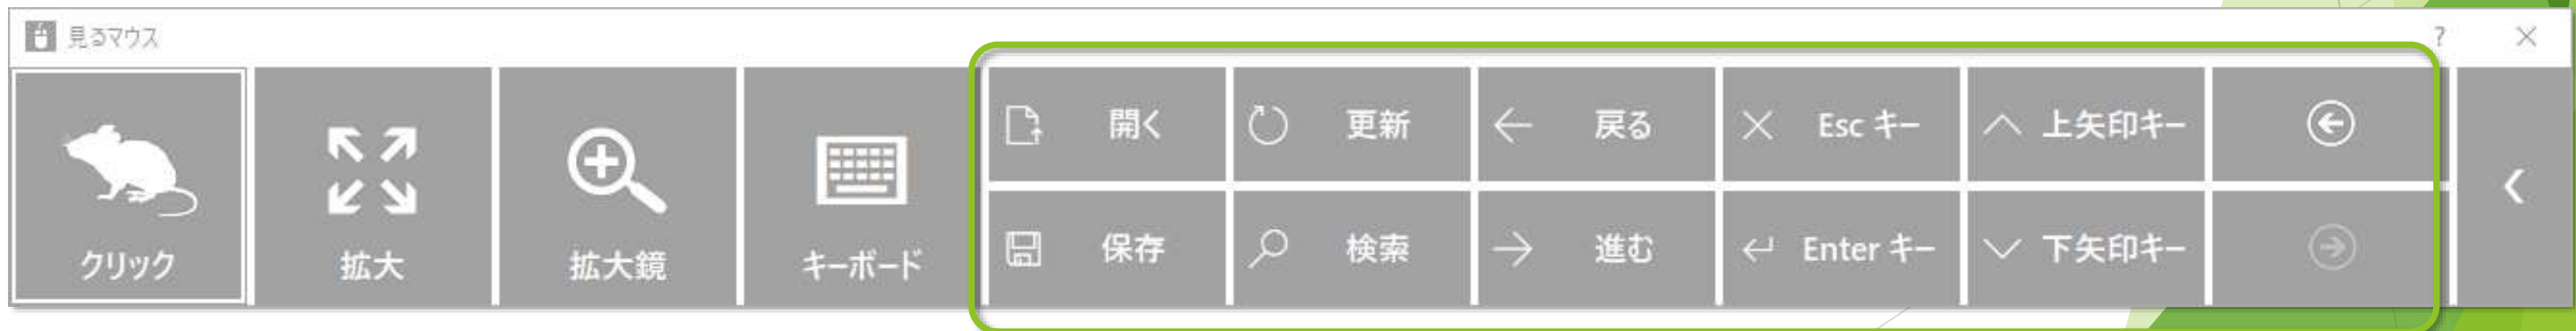 見るマウス
?
クリック
拡大
拡大鏡
キーボード
開く
更新
戻る
Esc キー
上矢印キー
保存
検索
進む
Enter キー
下矢印キー